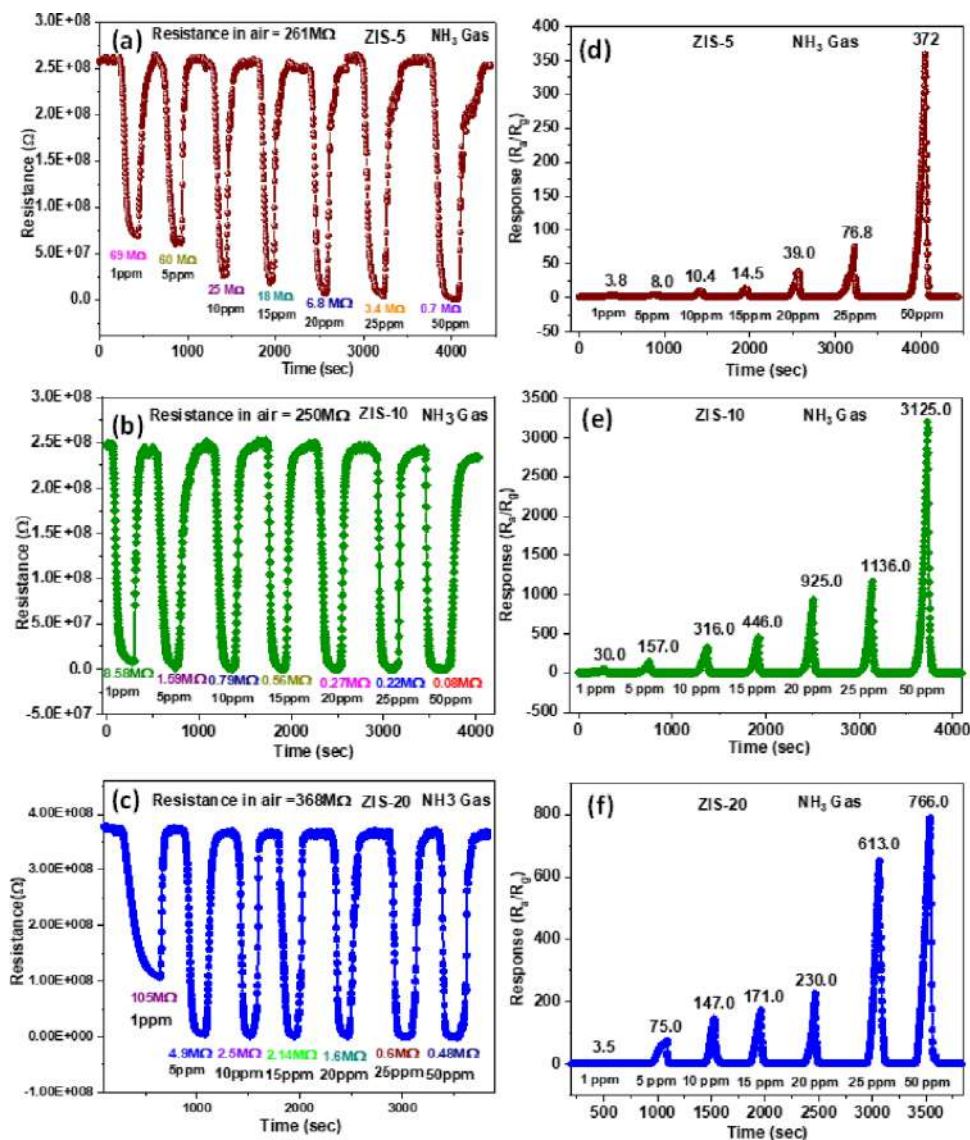 (a) Resistance in air = 261MΩ ZIS-5 NH3 Gas
3.0E+08
2.5E+08
2.0E+08
1.5E+08
1.0E+08
5.0E+07
0.0
Resistance (Ω)
69 MΩ
1ppm
60 MΩ
5ppm
25 MΩ
10ppm
18 MΩ
15ppm
6.8 MΩ
20ppm
3.4 MΩ
25ppm
0.7 MΩ
50ppm
0 1000 2000 3000 4000
Time (sec)
(d) ZIS-5 NH3 Gas
400
350
300
250
200
150
100
50
0
-50
Response (Ra/Rg)
3.8 8.0 10.4 14.5 39.0 76.8 372
1ppm 5ppm 10ppm 15ppm 20ppm 25ppm 50ppm
0 1000 2000 3000 4000
Time (sec)
(b) Resistance in air = 250MΩ ZIS-10 NH3 Gas
3.0E+08
2.5E+08
2.0E+08
1.5E+08
1.0E+08
5.0E+07
0.0
-5.0E+07
Resistance (Ω)
8.58MΩ
1ppm
1.59MΩ
5ppm
0.79MΩ
10ppm
0.56MΩ
15ppm
0.27MΩ
20ppm
0.22MΩ
25ppm
0.08MΩ
50ppm
0 1000 2000 3000 4000
Time (sec)
(e) ZIS-10 NH3 Gas
3500
3000
2500
2000
1500
1000
500
0
-500
Response (Ra/Rg)
30.0 157.0 316.0 446.0 925.0 1136.0 3125.0
1 ppm 5 ppm 10 ppm 15 ppm 20 ppm 25 ppm 50 ppm
0 1000 2000 3000 4000
Time (sec)
(c) Resistance in air =368MΩ ZIS-20 NH3 Gas
4.00E+08
3.00E+08
2.00E+08
1.00E+08
0.00E+000
-1.00E+08
Resistance(Ω)
105MΩ
1ppm
4.9MΩ
5ppm
2.5MΩ
10ppm
2.14MΩ
15ppm
1.6MΩ
20ppm
0.6MΩ
25ppm
0.48MΩ
50ppm
1000 2000 3000
Time (sec)
(f) ZIS-20 NH3 Gas
800
600
400
200
0
-200
Response (Ra/Rg)
3.5 75.0 147.0 171.0 230.0 613.0 766.0
1 ppm 5 ppm 10 ppm 15 ppm 20 ppm 25 ppm 50 ppm
500 1000 1500 2000 2500 3000 3500
Time (sec)